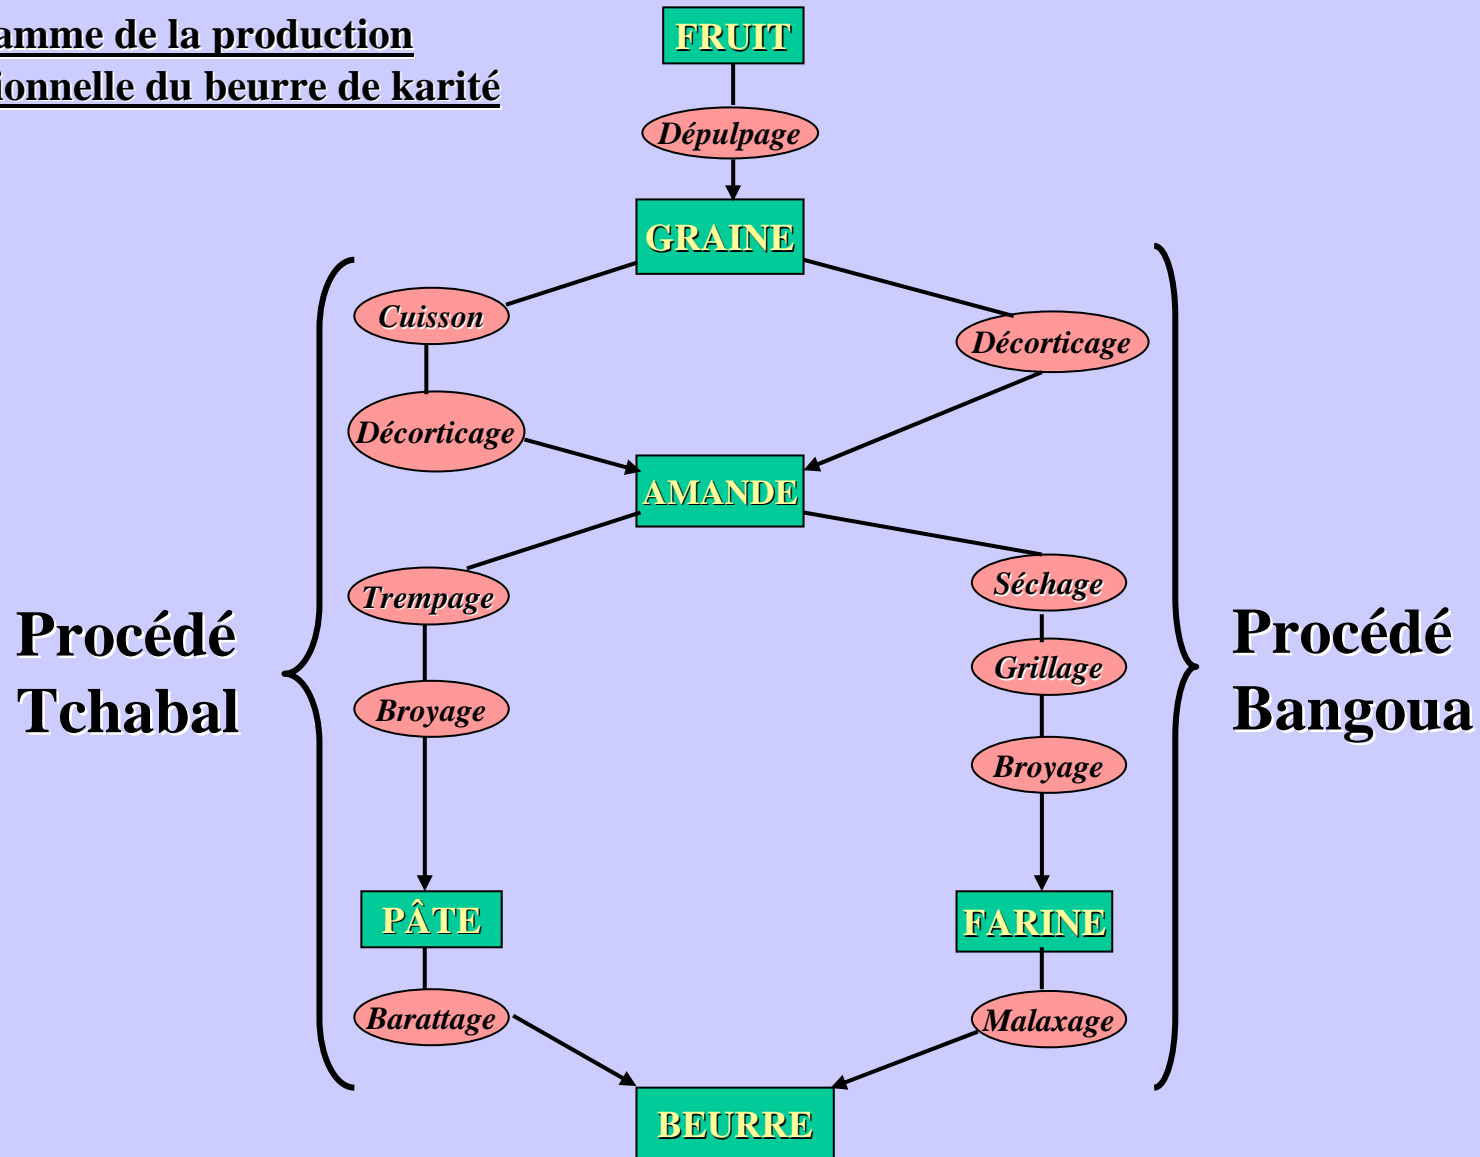 amme de la production
ionnelle du beurre de karité
FRUIT
Dépulpage
GRAINE
Cuisson
Décorticage
Décorticage
AMANDE
Trempage
Séchage
Grillage
Broyage
Broyage
Procédé
Tchabal
Procédé
Bangoua
PÂTE
FARINE
Barattage
Malaxage
BEURRE